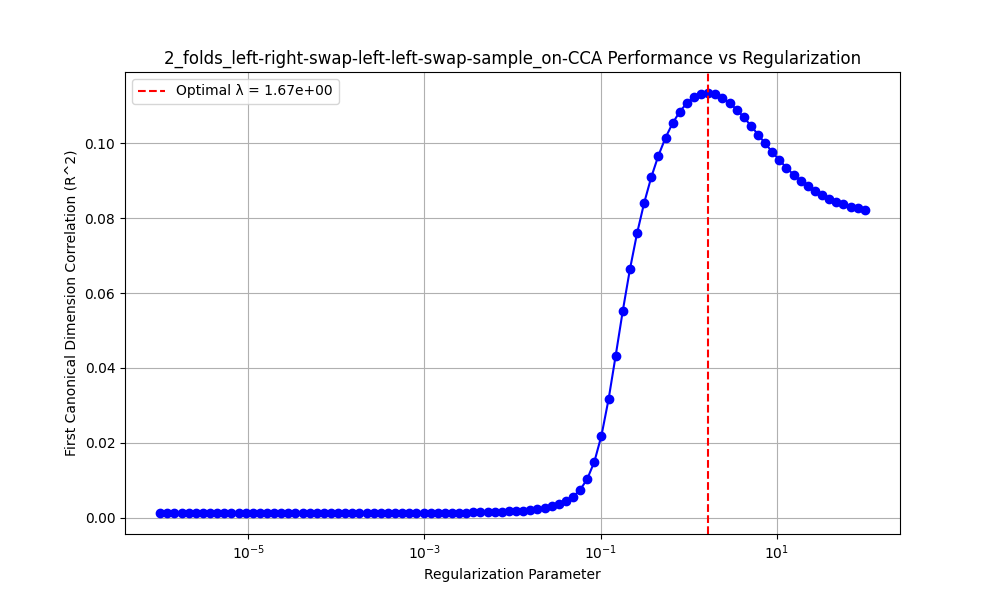 2_folds_left-right-swap-left-left-swap-sample_on-CCA Performance vs Regularization
Optimal λ = 1.67e+00
First Canonical Dimension Correlation (R^2)
0.10
0.08
0.06
0.04
0.02
0.00
10^-5
10^-3
10^-1
10^1
Regularization Parameter